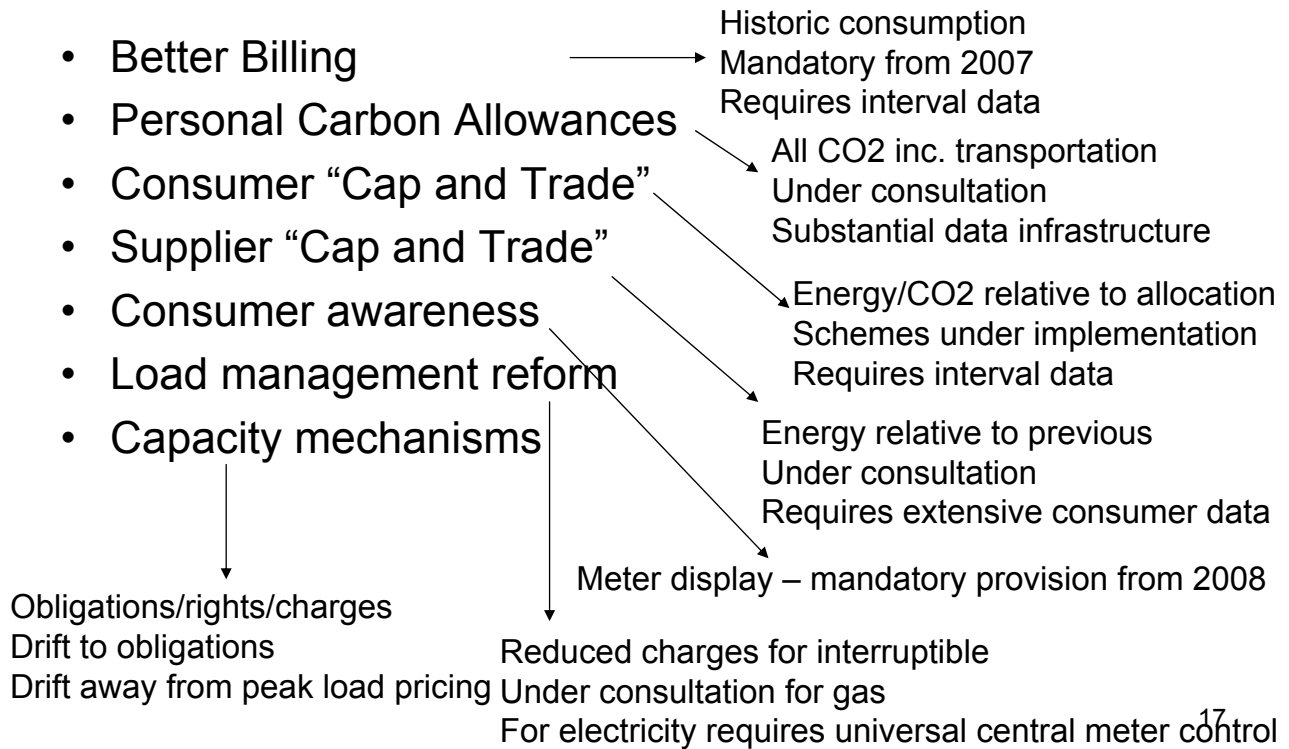 • Better Billing
• Personal Carbon Allowances
• Consumer “Cap and Trade”
• Supplier “Cap and Trade”
• Consumer awareness
• Load management reform
• Capacity mechanisms
Historic consumption
Mandatory from 2007
Requires interval data
All CO2 inc. transportation
Under consultation
Substantial data infrastructure
Energy/CO2 relative to allocation
Schemes under implementation
Requires interval data
Energy relative to previous
Under consultation
Requires extensive consumer data
Meter display – mandatory provision from 2008
Reduced charges for interruptible
Under consultation for gas
For electricity requires universal central meter control
Obligations/rights/charges
Drift to obligations
Drift away from peak load pricing
17